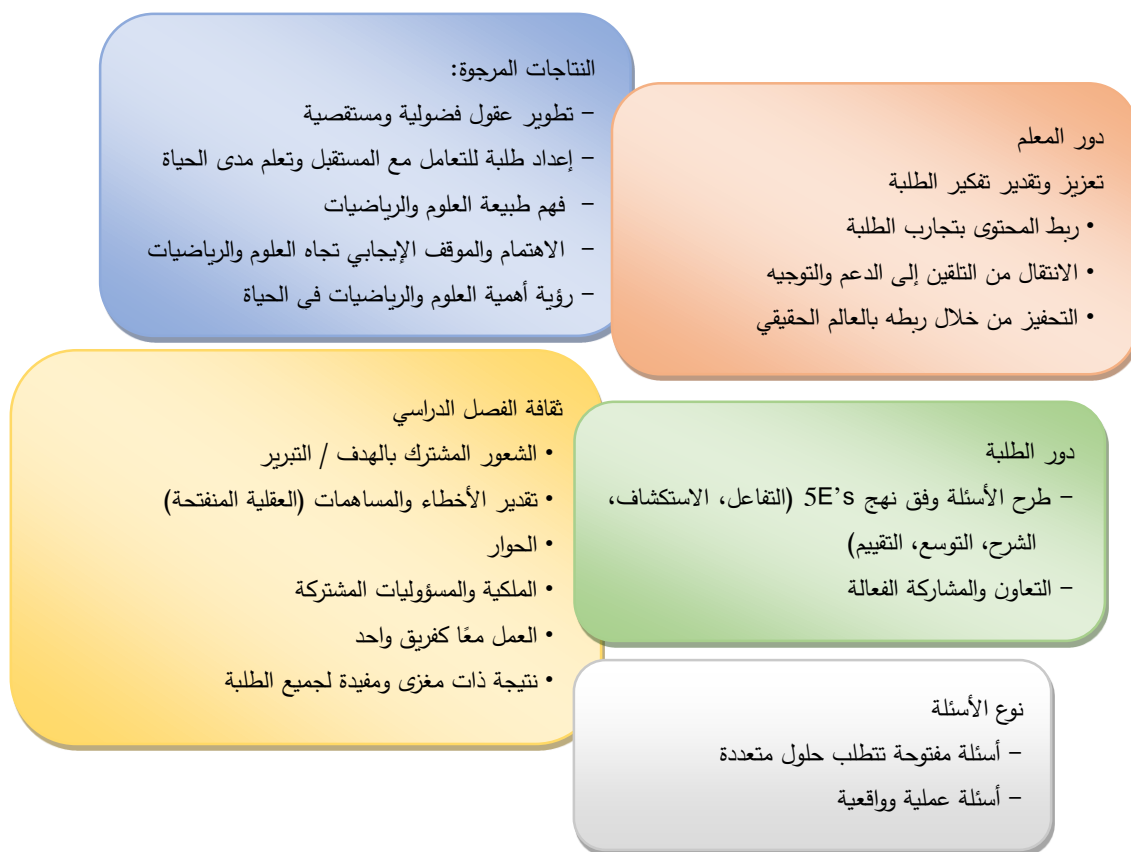 النتاجات المرجوة:
– تطوير عقول فضولية ومستقصية
– إعداد طلبة للتعامل مع المستقبل وتعلم مدى الحياة
– فهم طبيعة العلوم والرياضيات
– الاهتمام والموقف الإيجابي تجاه العلوم والرياضيات
– رؤية أهمية العلوم والرياضيات في الحياة
دور المعلم
تعزيز وتقدير تفكير الطلبة
• ربط المحتوى بتجارب الطلبة
• الانتقال من التلقين إلى الدعم والتوجيه
• التحفيز من خلال ربطه بالعالم الحقيقي
ثقافة الفصل الدراسي
• الشعور المشترك بالهدف / التبرير
• تقدير الأخطاء والمساهمات (العقلية المنفتحة)
• الحوار
• الملكية والمسؤوليات المشتركة
• العمل معًا كفريق واحد
• نتيجة ذات مغزى ومفيدة لجميع الطلبة
دور الطلبة
– طرح الأسئلة وفق نهج 5E’s (التفاعل، الاستكشاف،
الشرح، التوسع، التقييم)
– التعاون والمشاركة الفعالة
نوع الأسئلة
– أسئلة مفتوحة تتطلب حلول متعددة
– أسئلة عملية وواقعية